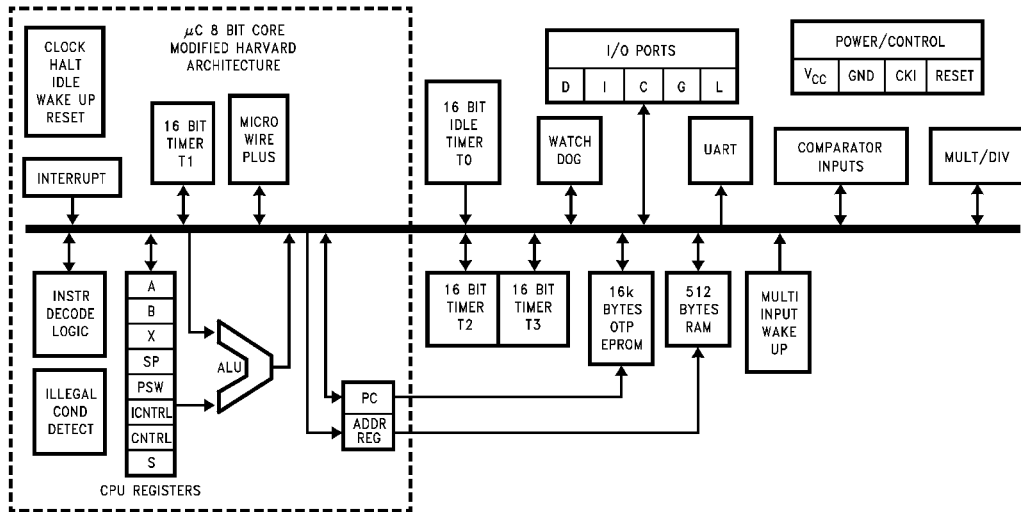 μC 8 BIT CORE
MODIFIED HARVARD
ARCHITECTURE
CLOCK
HALT
IDLE
WAKE UP
RESET
16 BIT
TIMER
T1
MICRO
WIRE
PLUS
INTERRUPT
16 BIT
IDLE
TIMER
T0
WATCH
DOG
I/O PORTS
D I C G L
UART
POWER/CONTROL
VCC GND CKI RESET
COMPARATOR
INPUTS
MULT/DIV
INSTR
DECODE
LOGIC
ILLEGAL
COND
DETECT
A
B
X
SP
PSW
ICNTRL
CNTRL
S
CPU REGISTERS
ALU
PC
ADDR
REG
16 BIT
TIMER
T2
16 BIT
TIMER
T3
16k
BYTES
OTP
EPROM
512
BYTES
RAM
MULTI
INPUT
WAKE
UP